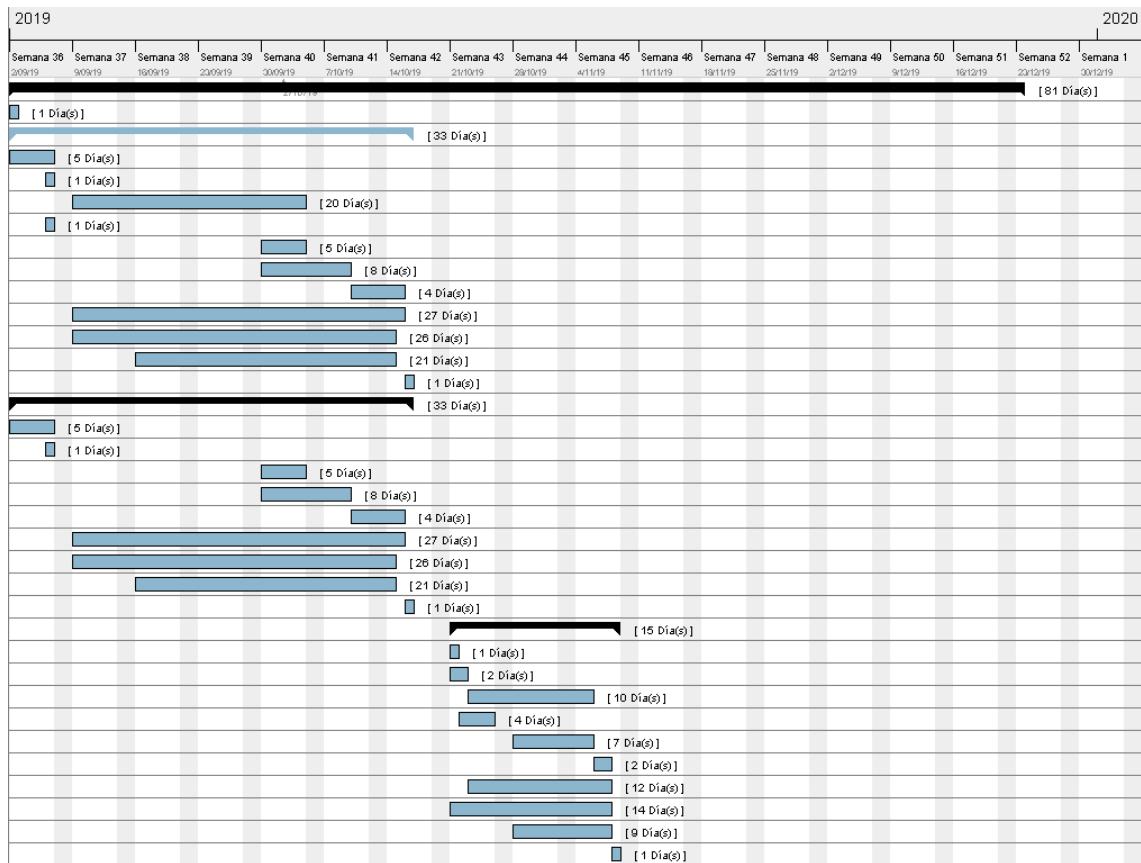 2019 2020
Semana 36 Semana 37 Semana 38 Semana 39 Semana 40 Semana 41 Semana 42 Semana 43 Semana 44 Semana 45 Semana 46 Semana 47 Semana 48 Semana 49 Semana 50 Semana 51 Semana 52 Semana 1
2/09/19 9/09/19 16/09/19 23/09/19 30/09/19 7/10/19 14/10/19 21/10/19 28/10/19 4/11/19 11/11/19 18/11/19 25/11/19 2/12/19 9/12/19 16/12/19 23/12/19 30/12/19
[ 81 Día(s) ]
[ 1 Día(s) ]
[ 33 Día(s) ]
[ 5 Día(s) ]
[ 1 Día(s) ]
[ 20 Día(s) ]
[ 1 Día(s) ]
[ 5 Día(s) ]
[ 8 Día(s) ]
[ 4 Día(s) ]
[ 27 Día(s) ]
[ 26 Día(s) ]
[ 21 Día(s) ]
[ 1 Día(s) ]
[ 33 Día(s) ]
[ 5 Día(s) ]
[ 1 Día(s) ]
[ 5 Día(s) ]
[ 8 Día(s) ]
[ 4 Día(s) ]
[ 27 Día(s) ]
[ 26 Día(s) ]
[ 21 Día(s) ]
[ 1 Día(s) ]
[ 15 Día(s) ]
[ 1 Día(s) ]
[ 2 Día(s) ]
[ 10 Día(s) ]
[ 4 Día(s) ]
[ 7 Día(s) ]
[ 2 Día(s) ]
[ 12 Día(s) ]
[ 14 Día(s) ]
[ 9 Día(s) ]
[ 1 Día(s) ]